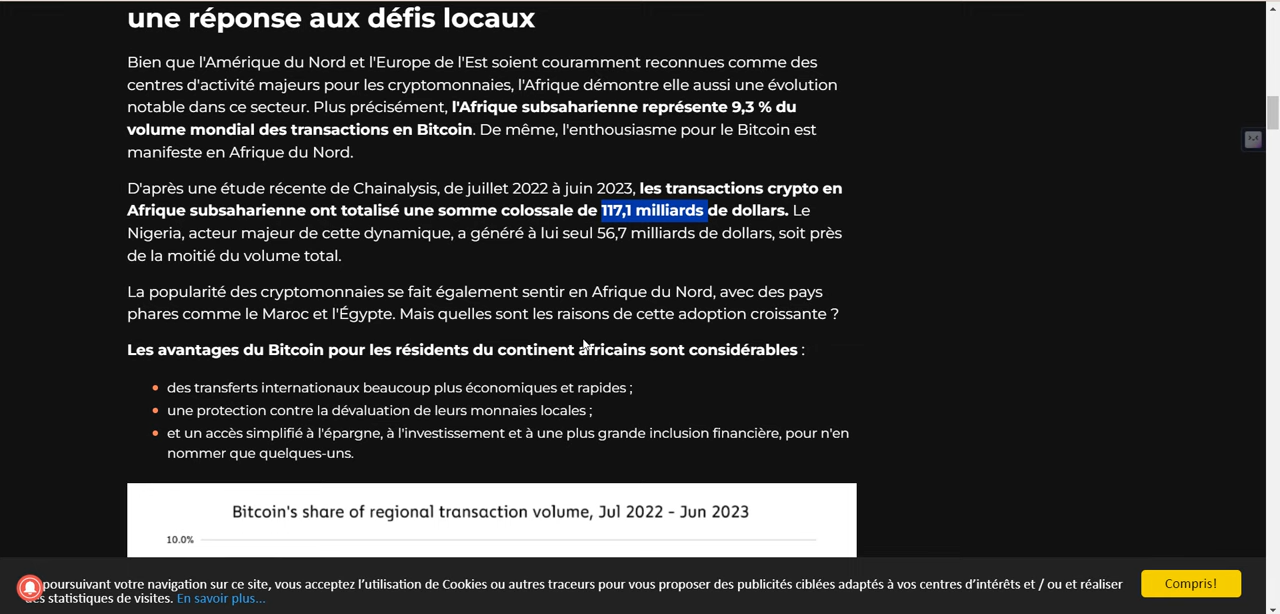 une réponse aux défis locaux
Bien que l'Amérique du Nord et l'Europe de l'Est soient couramment reconnues comme des
centres d'activité majeurs pour les cryptomonnaies, l'Afrique démontre elle aussi une évolution
notable dans ce secteur. Plus précisément, l'Afrique subsaharienne représente 9,3 % du
volume mondial des transactions en Bitcoin. De même, l'enthousiasme pour le Bitcoin est
manifeste en Afrique du Nord.
D'après une étude récente de Chainalysis, de juillet 2022 à juin 2023, les transactions crypto en
Afrique subsaharienne ont totalisé une somme colossale de 117,1 milliards de dollars. Le
Nigeria, acteur majeur de cette dynamique, a généré à lui seul 56,7 milliards de dollars, soit près
de la moitié du volume total.
La popularité des cryptomonnaies se fait également sentir en Afrique du Nord, avec des pays
phares comme le Maroc et l'Égypte. Mais quelles sont les raisons de cette adoption croissante ?
Les avantages du Bitcoin pour les résidents du continent africains sont considérables :
des transferts internationaux beaucoup plus économiques et rapides ;
une protection contre la dévaluation de leurs monnaies locales ;
et un accès simplifié à l'épargne, à l'investissement et à une plus grande inclusion financière, pour n'en
nommer que quelques-uns.
Bitcoin's share of regional transaction volume, Jul 2022 - Jun 2023
10.0%
poursuivant votre navigation sur ce site, vous acceptez l'utilisation de Cookies ou autres traceurs pour vous proposer des publicités ciblées adaptés à vos centres d'intérêts et / ou et réaliser
des statistiques de visites. En savoir plus...
Compris!